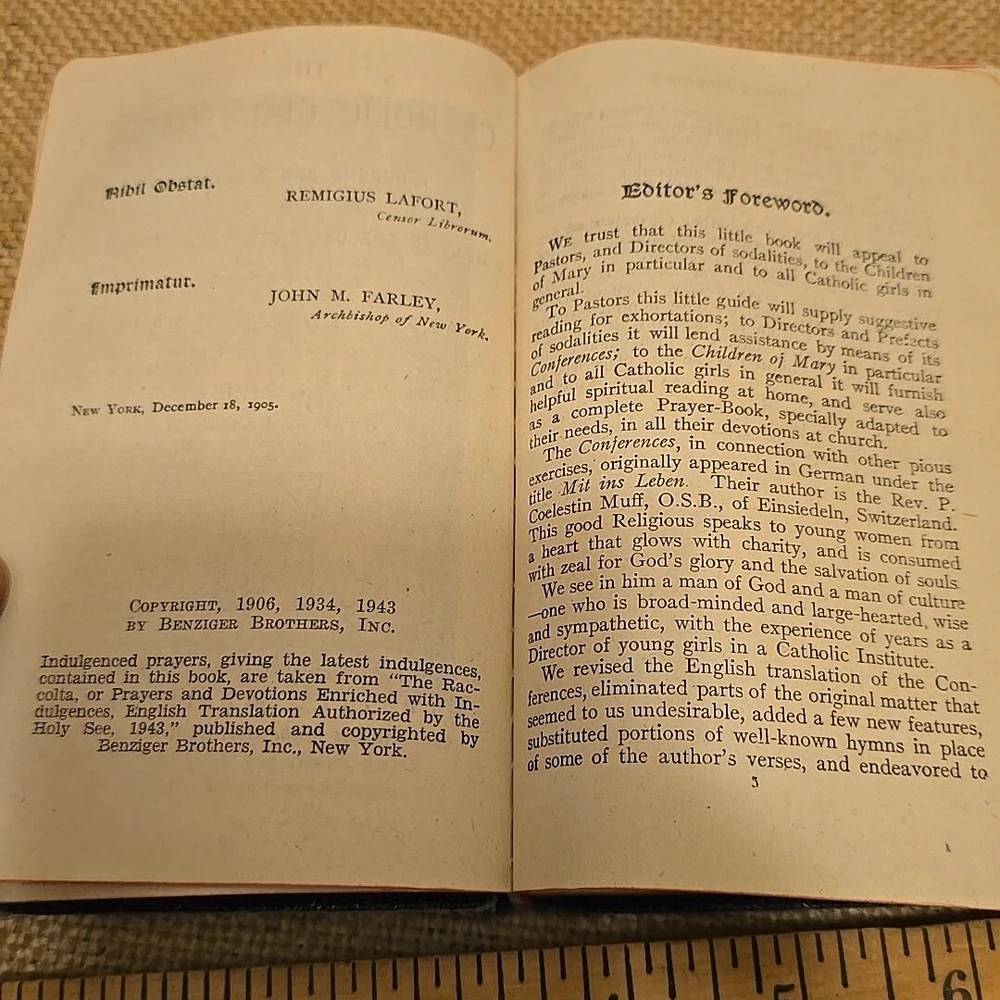 Nihil Obstat.
REMIGIUS LAFORT,
Censor Librorum.
Imprimatur.
JOHN M. FARLEY,
Archbishop of New York.
NEW YORK, December 18, 1905.
COPYRIGHT, 1906, 1934, 1943
BY BENZIGER BROTHERS, INC.
Indulgenced prayers, giving the latest indulgences,
contained in this book, are taken from "The Rac-
colta, or Prayers and Devotions Enriched with In-
dulgences, English Translation Authorized by the
Holy See, 1943," published and copyrighted by
Benziger Brothers, Inc., New York.
Editor's Foreword.
WE trust that this little book will appeal to
Pastors, and Directors of sodalities, to the Children
of Mary in particular and to all Catholic girls in
general.
To Pastors this little guide will supply suggestive
reading for exhortations; to Directors and Prefects
of sodalities it will lend assistance by means of its
Conferences; to the Children of Mary in particular
and to all Catholic girls in general it will furnish
helpful spiritual reading at home, and serve also
as a complete Prayer-Book, specially adapted to
their needs, in all their devotions at church.
The Conferences, in connection with other pious
exercises, originally appeared in German under the
title Mit ins Leben. Their author is the Rev. P.
Coelestin Muff, O.S.B., of Einsiedeln, Switzerland.
This good Religious speaks to young women from
a heart that glows with charity, and is consumed
with zeal for God's glory and the salvation of souls
We see in him a man of God and a man of culture
—one who is broad-minded and large-hearted, wise
and sympathetic, with the experience of years as a
Director of young girls in a Catholic Institute.
We revised the English translation of the Con-
ferences, eliminated parts of the original matter that
seemed to us undesirable, added a few new features,
substituted portions of well-known hymns in place
of some of the author's verses, and endeavored to
5
5
6